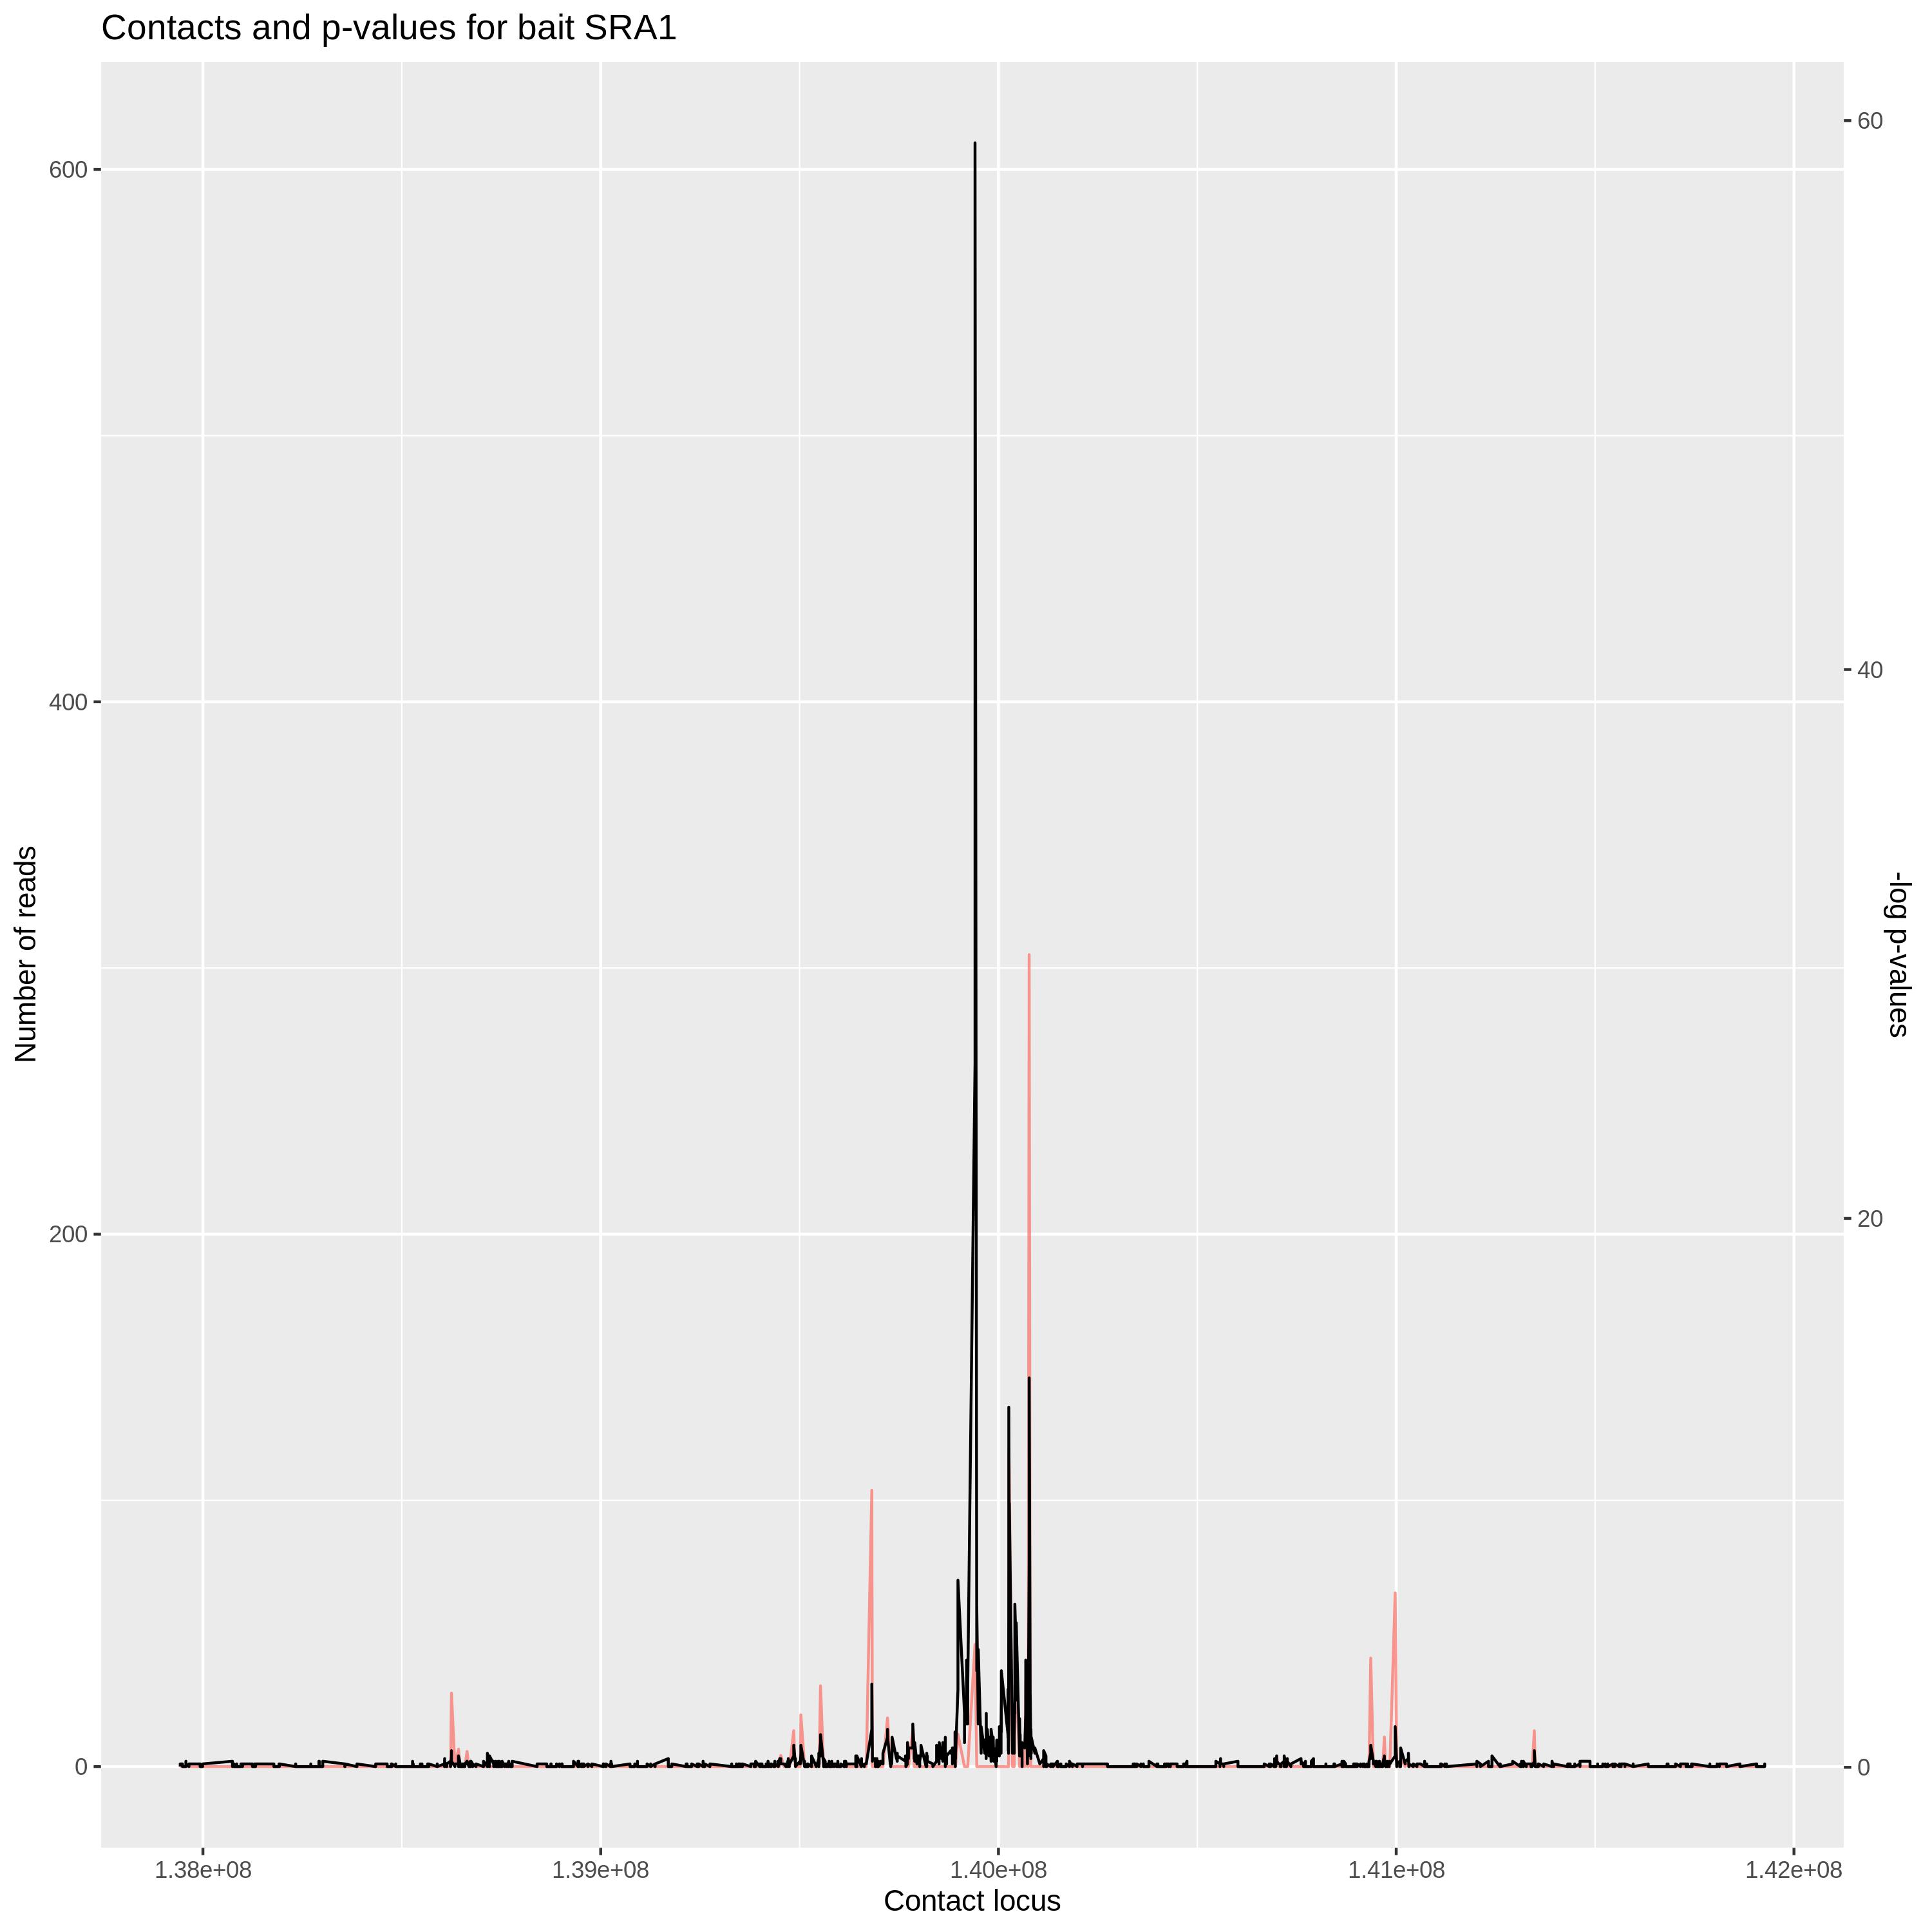 Contacts and p-values for bait SRA1
600
400
200
0
60
40
20
0
Number of reads
-log p-values
1.38e+08 1.39e+08 1.40e+08 1.41e+08 1.42e+08
Contact locus